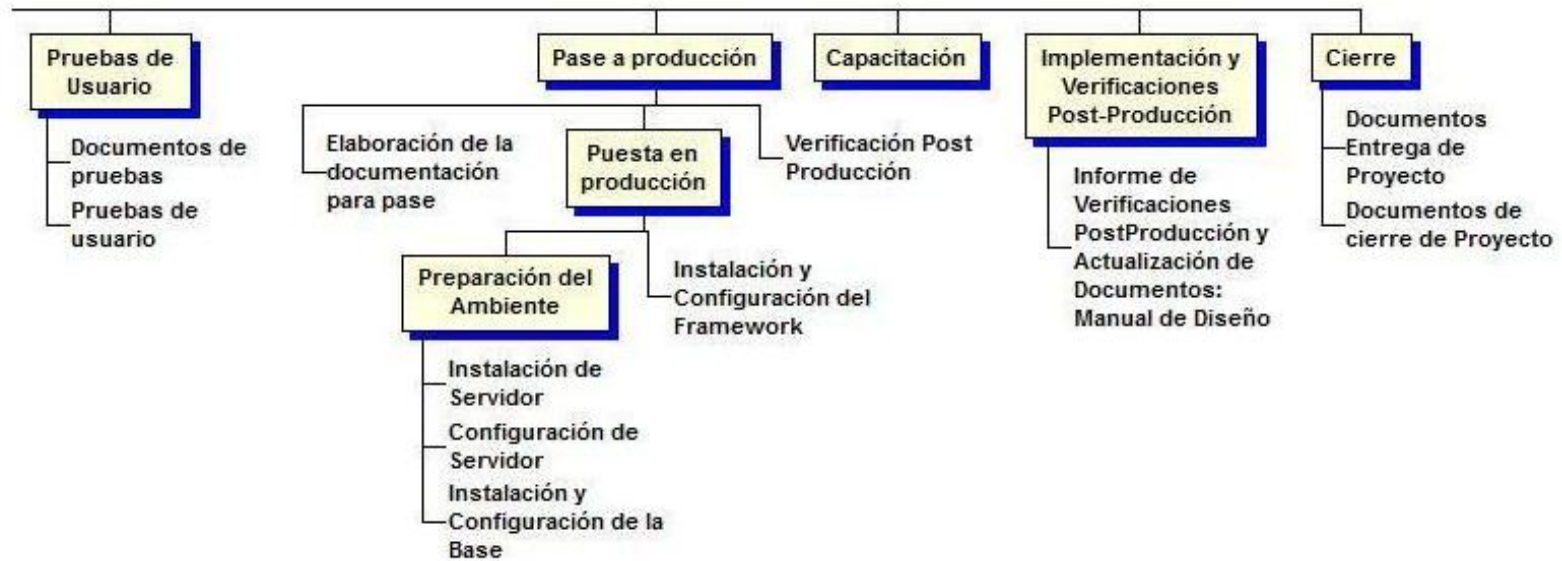 Pruebas de
Usuario
Documentos de
pruebas
Pruebas de
usuario
Pase a producción
Elaboración de la
documentación
para pase
Puesta en
producción
Preparación del
Ambiente
Instalación de
Servidor
Configuración de
Servidor
Instalación y
Configuración de la
Base
Instalación y
Configuración del
Framework
Verificación Post
Producción
Capacitación
Implementación y
Verificaciones
Post-Producción
Informe de
Verificaciones
PostProducción y
Actualización de
Documentos:
Manual de Diseño
Cierre
Documentos
Entrega de
Proyecto
Documentos de
cierre de Proyecto